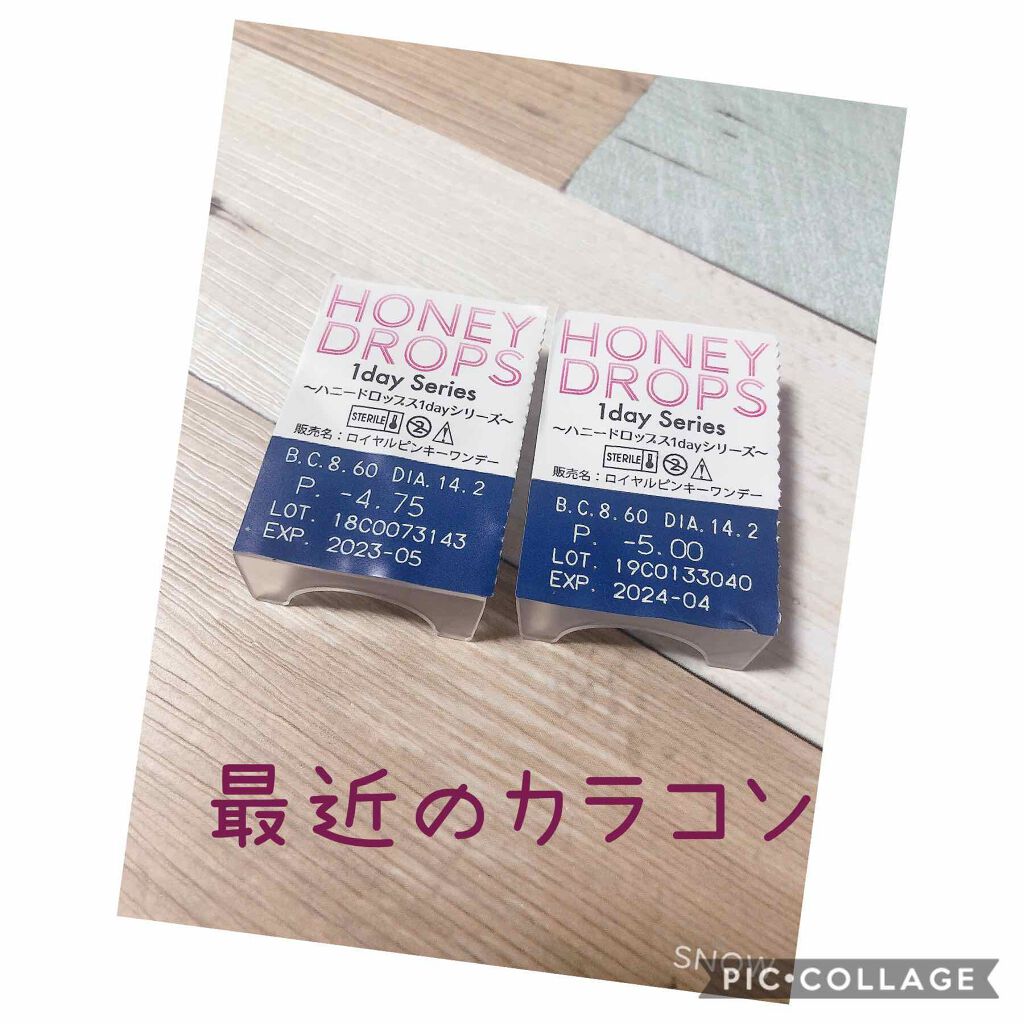 HONEY
DROPS
1day Series
~ハニードロップス1dayシリーズ~
STERILE
販売名:ロイヤルピンキーワンデー
B.C.8.60 DIA.14.2
P. -4.75
LOT. 18C0073143
EXP. 2023-05
HONEY
DROPS
1day Series
~ハニードロップス1dayシリーズ~
STERILE
販売名:ロイヤルピンキーワンデー
B.C.8.60 DIA.14.2
P. -5.00
LOT. 19C0133040
EXP. 2024-04
最近のカラコン
SNOW
PIC•COLLAGE